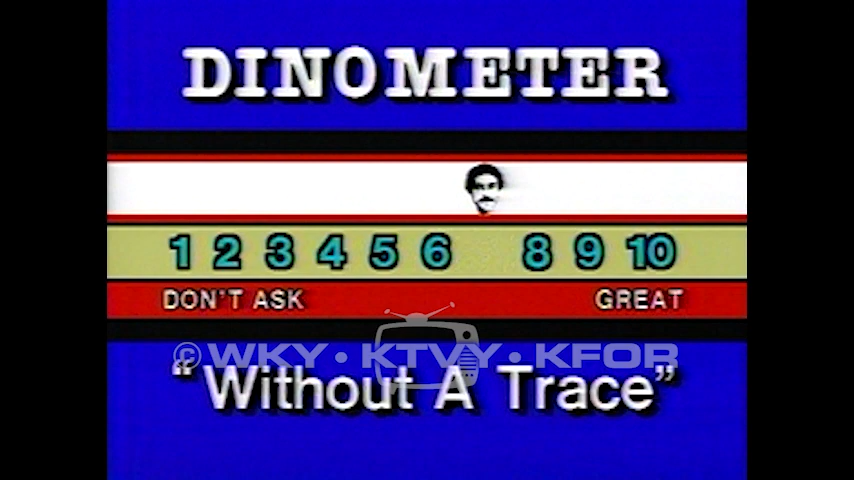 DINOMETER
1 2 3 4 5 6 8 9 10
DON'T ASK GREAT
© WKY • KTVY • KFOR
"Without A Trace"